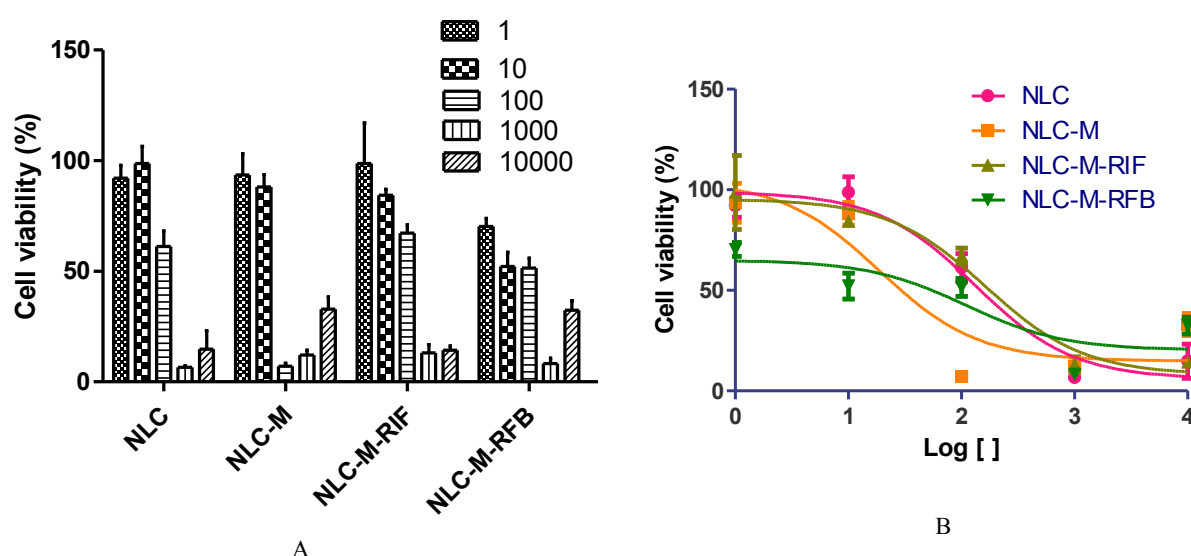 150
100
50
0
Cell viability (%)
1
10
100
1000
10000
NLC
NLC-M
NLC-M-RIF
NLC-M-RFB
A
150
100
50
0
Cell viability (%)
NLC
NLC-M
NLC-M-RIF
NLC-M-RFB
0 1 2 3 4
Log [ ]
B